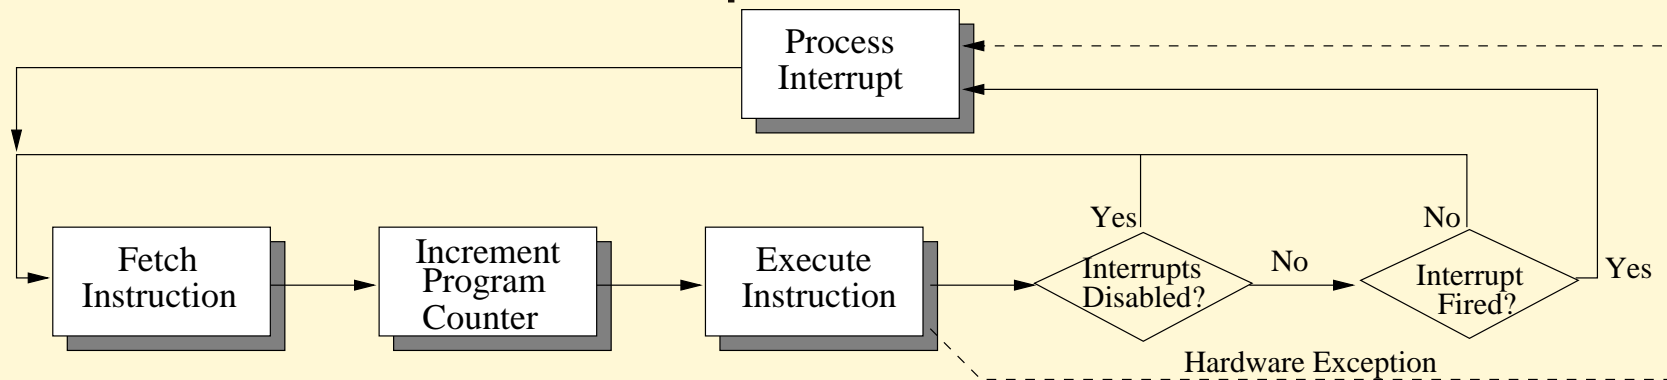 Process
Interrupt
Fetch
Instruction
Increment
Program
Counter
Execute
Instruction
Yes
Interrupts
Disabled?
No
No
Interrupt
Fired?
Yes
Hardware Exception